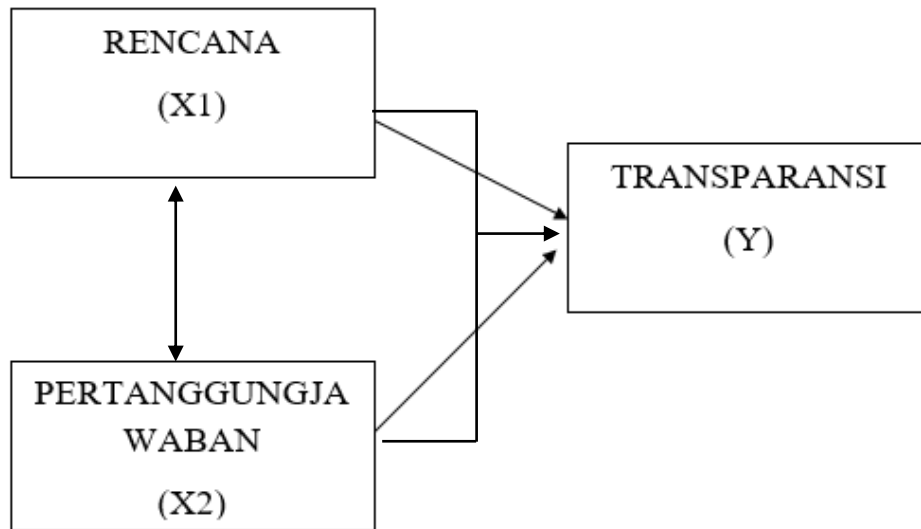 RENCANA
(X1)
TRANSPARANSI
(Y)
PERTANGGUNGJA
WABAN
(X2)